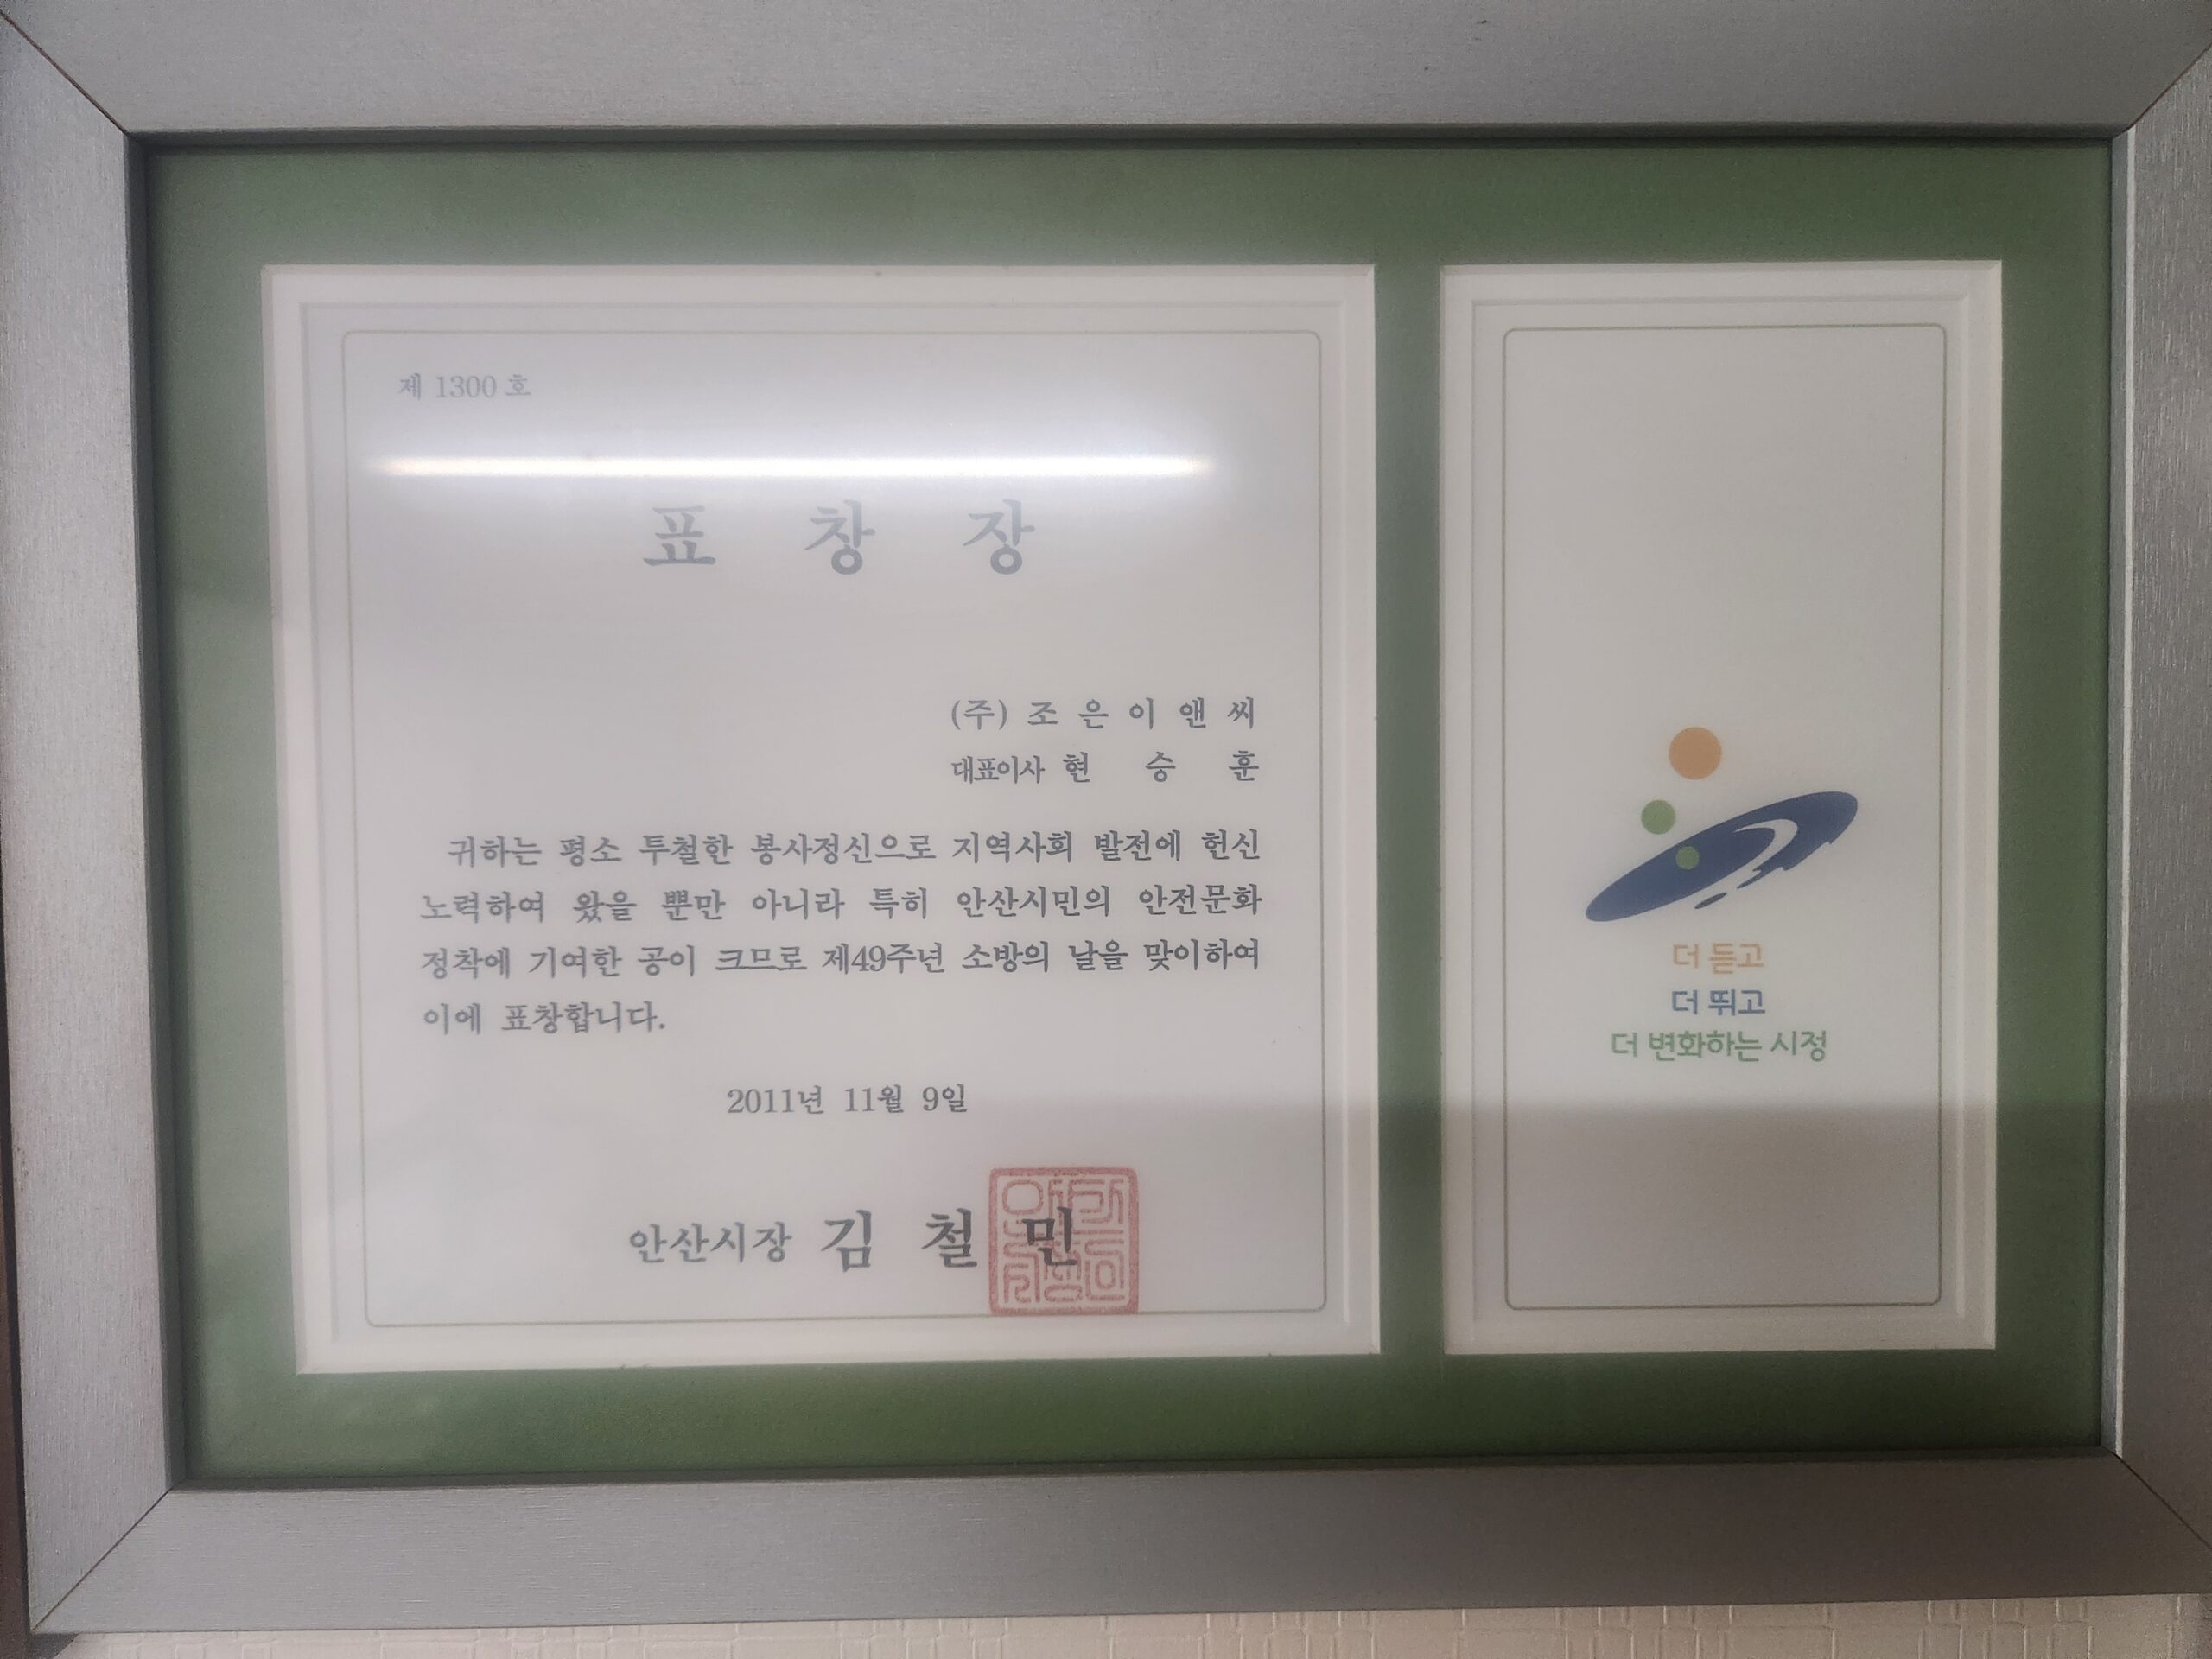 제 1300 호
표 창 장
(주) 조 은 이 앤 씨
대표이사 현 승 훈
귀하는 평소 투철한 봉사정신으로 지역사회 발전에 헌신
노력하여 왔을 뿐만 아니라 특히 안산시민의 안전문화
정착에 기여한 공이 크므로 제49주년 소방의 날을 맞이하여
이에 표창합니다.
2011년 11월 9일
안산시장 김 철 민
더 듣고
더 뛰고
더 변화하는 시정